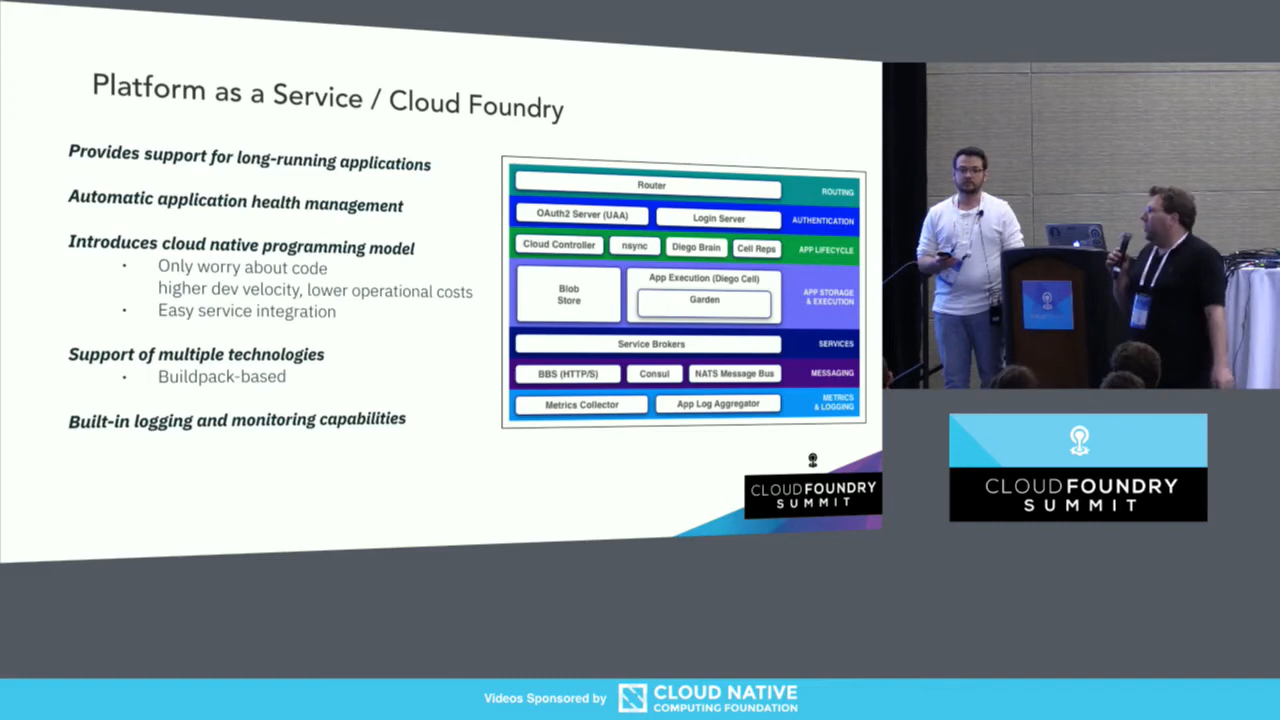 Platform as a Service / Cloud Foundry
Provides support for long-running applications
Automatic application health management
Introduces cloud native programming model
• Only worry about code
higher dev velocity, lower operational costs
• Easy service integration
Support of multiple technologies
• Buildpack-based
Built-in logging and monitoring capabilities
Router
ROUTING
OAuth2 Server (UAA)
Login Server
AUTHENTICATION
Cloud Controller
nsync
Diego Brain
Cell Reps
APP LIFECYCLE
Blob
Store
App Execution (Diego Cell)
Garden
APP STORAGE
& EXECUTION
Service Brokers
SERVICES
BBS (HTTP/S)
Consul
NATS Message Bus
MESSAGING
Metrics Collector
App Log Aggregator
METRICS
& LOGGING
CLOUDFOUNDRY
SUMMIT
CLOUDFOUNDRY
SUMMIT
Videos Sponsored by
CLOUD NATIVE
COMPUTING FOUNDATION